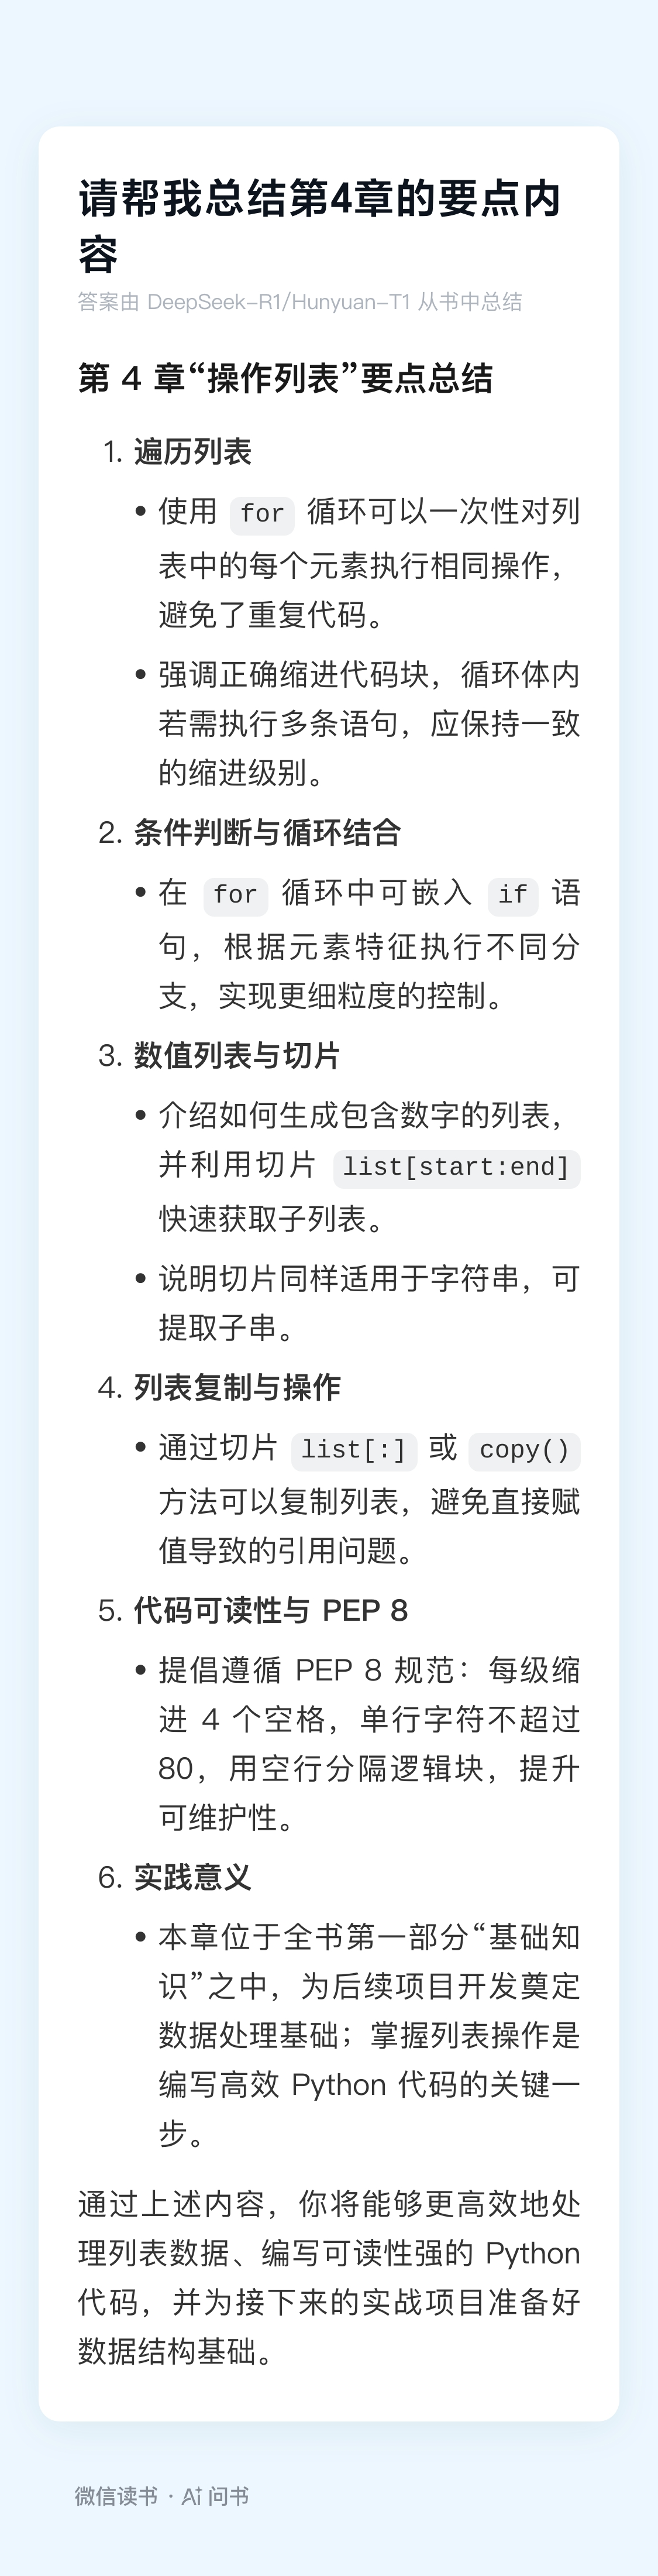 请帮我总结第4章的要点内
容
答案由 DeepSeek-R1/Hunyuan-T1 从书中总结
第 4 章“操作列表”要点总结
1. 遍历列表
• 使用 for 循环可以一次性对列
表中的每个元素执行相同操作，
避免了重复代码。
• 强调正确缩进代码块，循环体内
若需执行多条语句，应保持一致
的缩进级别。
2. 条件判断与循环结合
• 在 for 循环中可嵌入 if 语
句，根据元素特征执行不同分
支，实现更细粒度的控制。
3. 数值列表与切片
• 介绍如何生成包含数字的列表，
并利用切片 list[start:end]
快速获取子列表。
• 说明切片同样适用于字符串，可
提取子串。
4. 列表复制与操作
• 通过切片 list[:] 或 copy()
方法可以复制列表，避免直接赋
值导致的引用问题。
5. 代码可读性与 PEP 8
• 提倡遵循 PEP 8 规范：每级缩
进 4 个空格，单行字符不超过
80，用空行分隔逻辑块，提升
可维护性。
6. 实践意义
• 本章位于全书第一部分“基础知
识”之中，为后续项目开发奠定
数据处理基础；掌握列表操作是
编写高效 Python 代码的关键一
步。
通过上述内容，你将能够更高效地处
理列表数据、编写可读性强的 Python
代码，并为接下来的实战项目准备好
数据结构基础。
微信读书 · Ai 问书